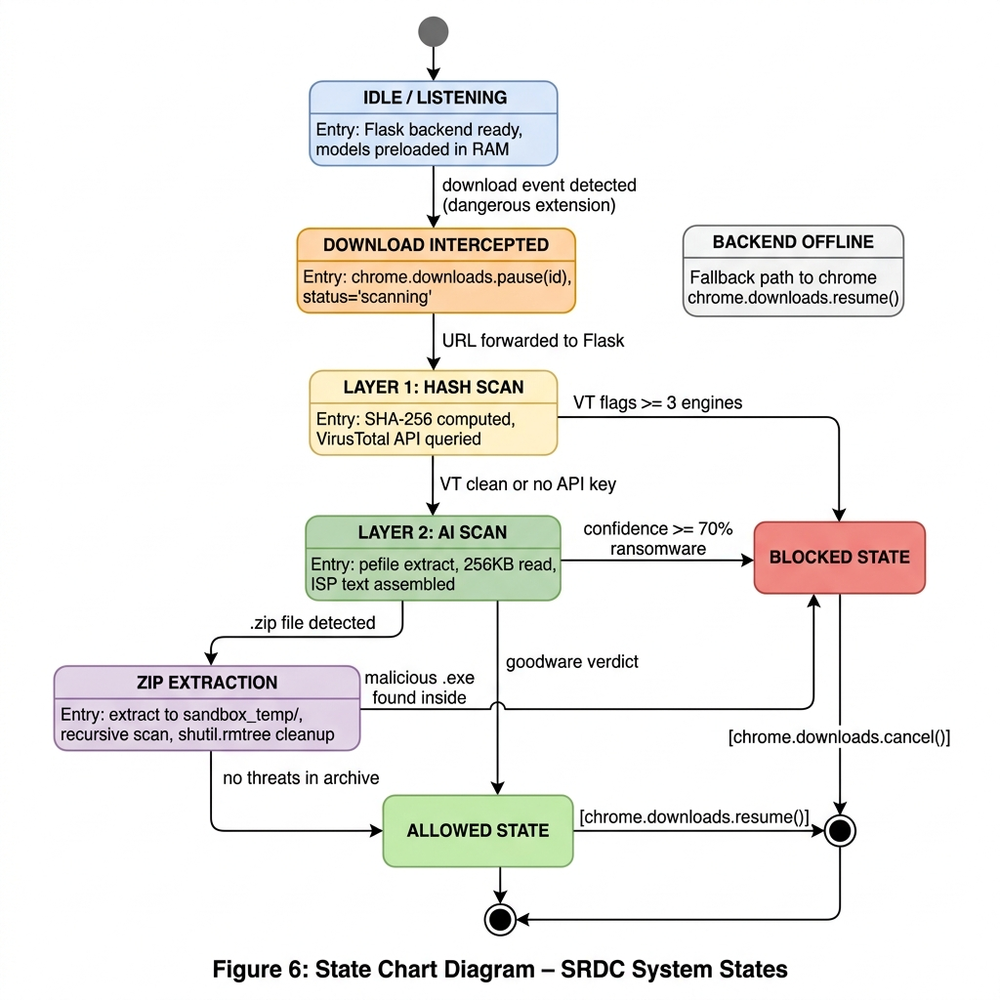 IDLE / LISTENING
Entry: Flask backend ready,
models preloaded in RAM
download event detected
(dangerous extension)
DOWNLOAD INTERCEPTED
Entry: chrome.downloads.pause(id),
status='scanning'
BACKEND OFFLINE
Fallback path to chrome
chrome.downloads.resume()
URL forwarded to Flask
LAYER 1: HASH SCAN
Entry: SHA-256 computed,
VirusTotal API queried
VT flags >= 3 engines
VT clean or no API key
LAYER 2: AI SCAN
Entry: pefile extract, 256KB read,
ISP text assembled
confidence >= 70%
ransomware
BLOCKED STATE
.zip file detected
goodware verdict
ZIP EXTRACTION
Entry: extract to sandbox_temp/,
recursive scan, shutil.rmtree cleanup
malicious .exe
found inside
[chrome.downloads.cancel()]
no threats in archive
ALLOWED STATE
[chrome.downloads.resume()]
Figure 6: State Chart Diagram – SRDC System States